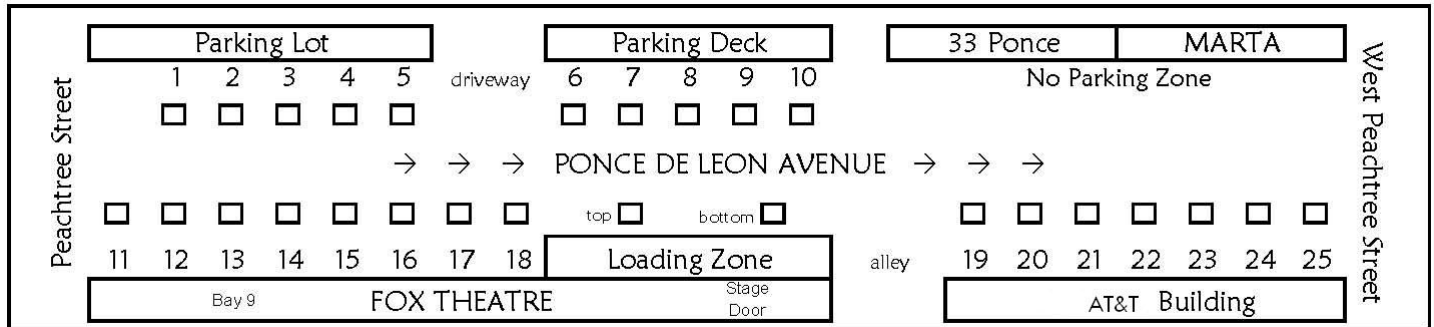 Parking Lot Parking Deck 33 Ponce MARTA
1 2 3 4 5 driveway 6 7 8 9 10 No Parking Zone
Peachtree Street
West Peachtree Street
→ → → PONCE DE LEON AVENUE → → →
top bottom
11 12 13 14 15 16 17 18 Loading Zone alley 19 20 21 22 23 24 25
Bay 9 FOX THEATRE Stage Door AT&T Building